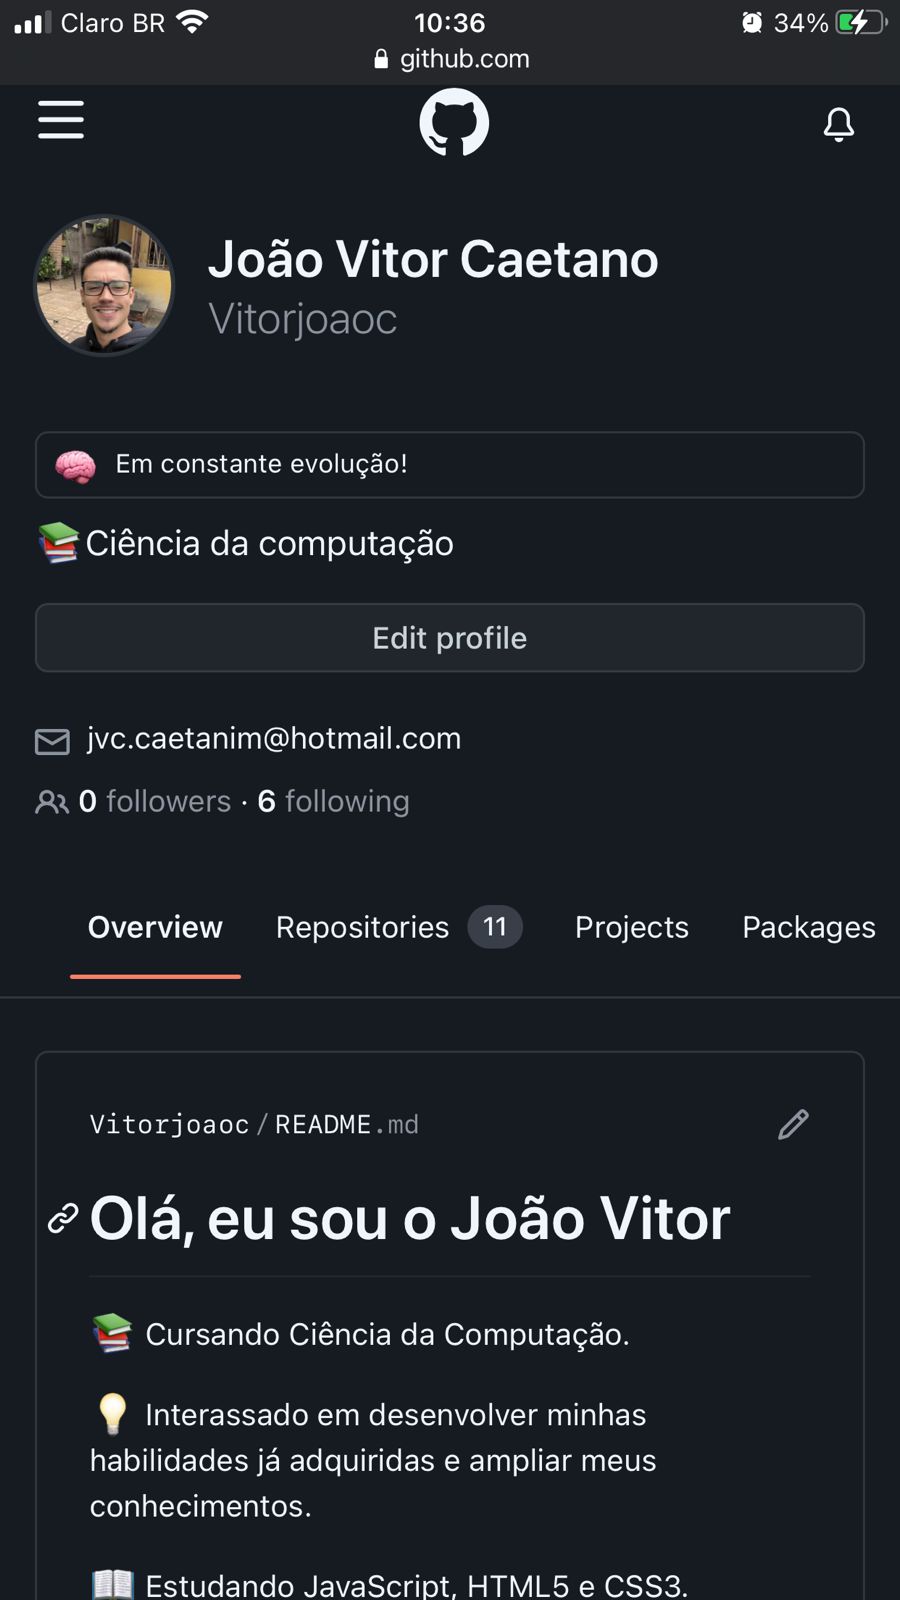 Claro BR 10:36 34%
github.com
João Vitor Caetano
Vitorjoaoc
Em constante evolução!
Ciência da computação
Edit profile
jvc.caetanim@hotmail.com
0 followers · 6 following
Overview Repositories 11 Projects Packages
Vitorjoaoc / README.md
Olá, eu sou o João Vitor
Cursando Ciência da Computação.
Interassado em desenvolver minhas
habilidades já adquiridas e ampliar meus
conhecimentos.
Estudando JavaScript, HTML5 e CSS3.